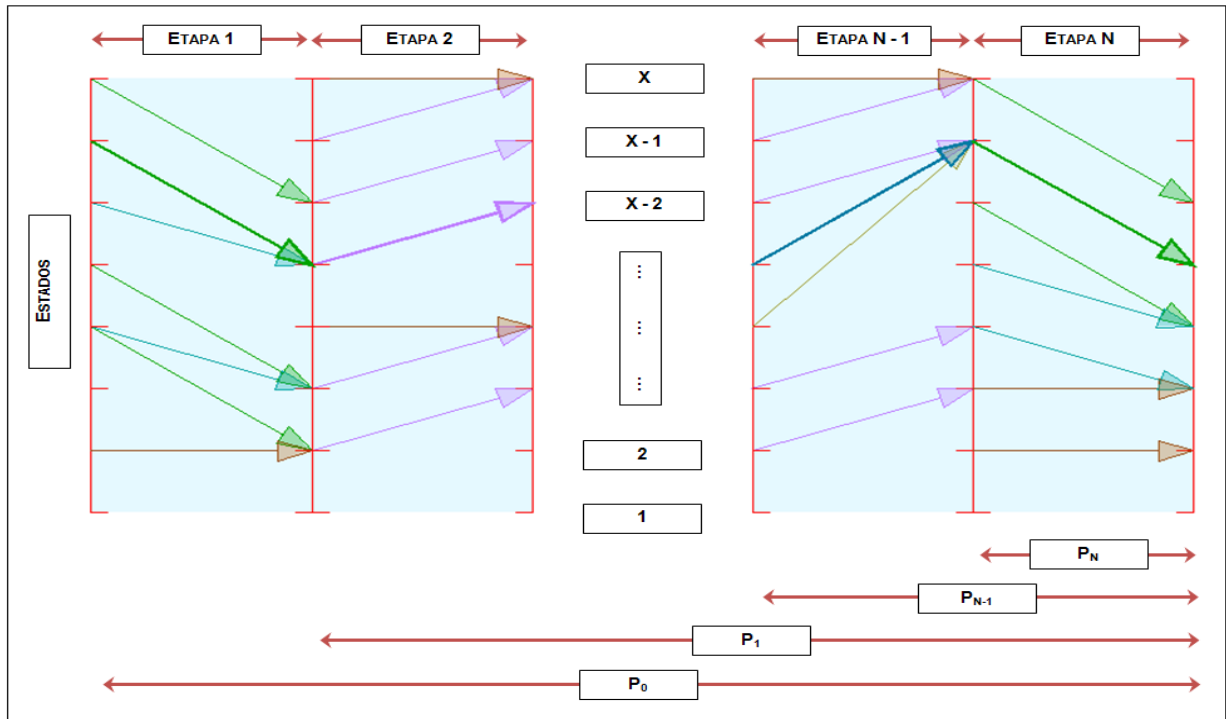 ETAPA 1
ETAPA 2
ETAPA N - 1
ETAPA N
X
X - 1
X - 2
...
...
...
2
1
ESTADOS
PN
PN-1
P1
P0